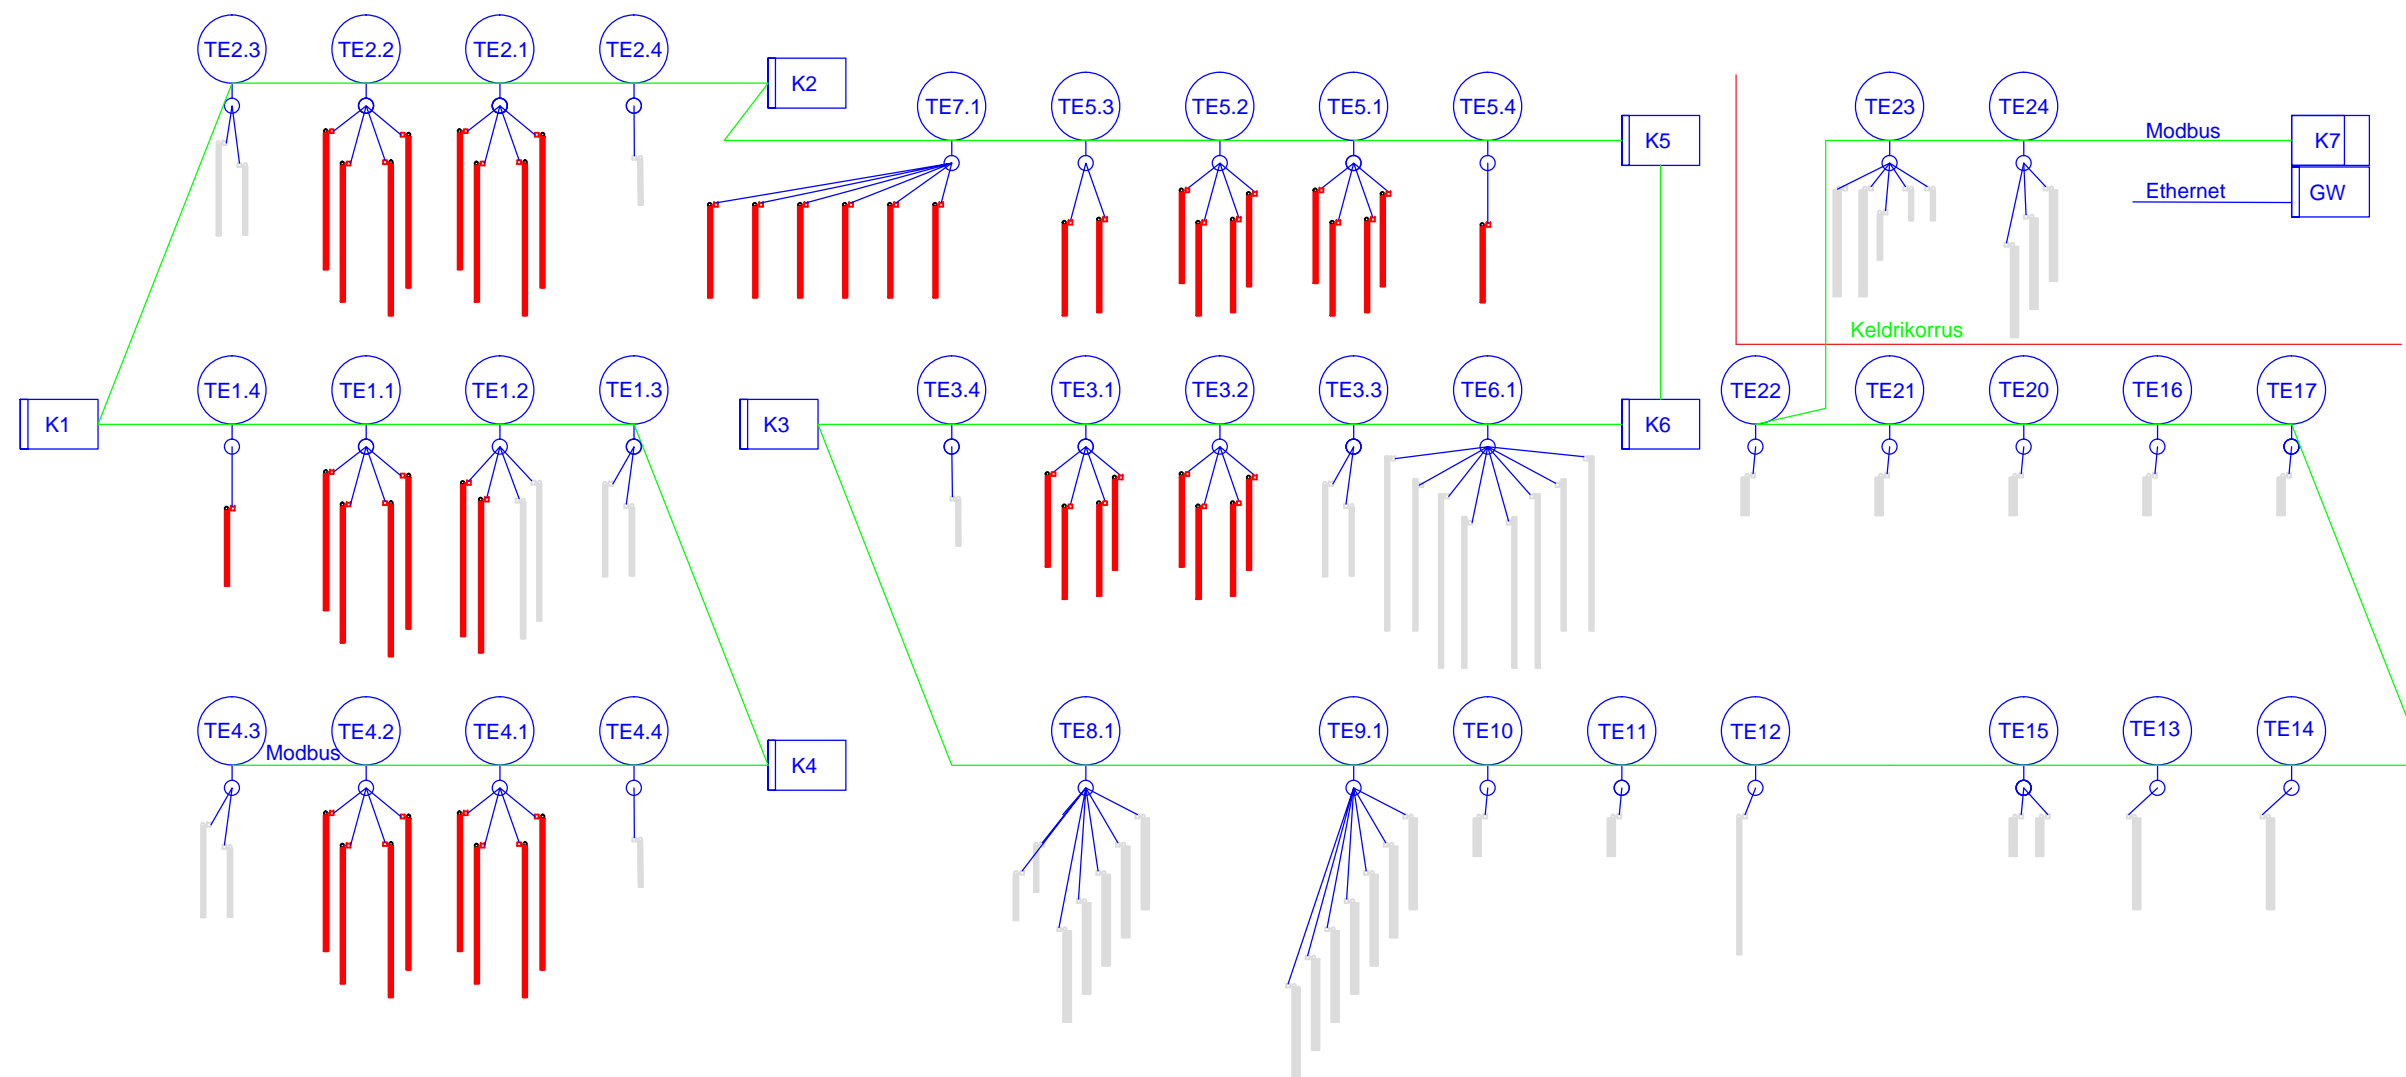 TE2.3 TE2.2 TE2.1 TE2.4 K2
TE7.1 TE5.3 TE5.2 TE5.1 TE5.4 K5
TE23 TE24 Modbus K7
Ethernet GW
Keldrikorrus
K1 TE1.4 TE1.1 TE1.2 TE1.3
K3 TE3.4 TE3.1 TE3.2 TE3.3 TE6.1 K6
TE22 TE21 TE20 TE16 TE17
TE4.3 Modbus TE4.2 TE4.1 TE4.4 K4
TE8.1 TE9.1 TE10 TE11 TE12 TE15 TE13 TE14